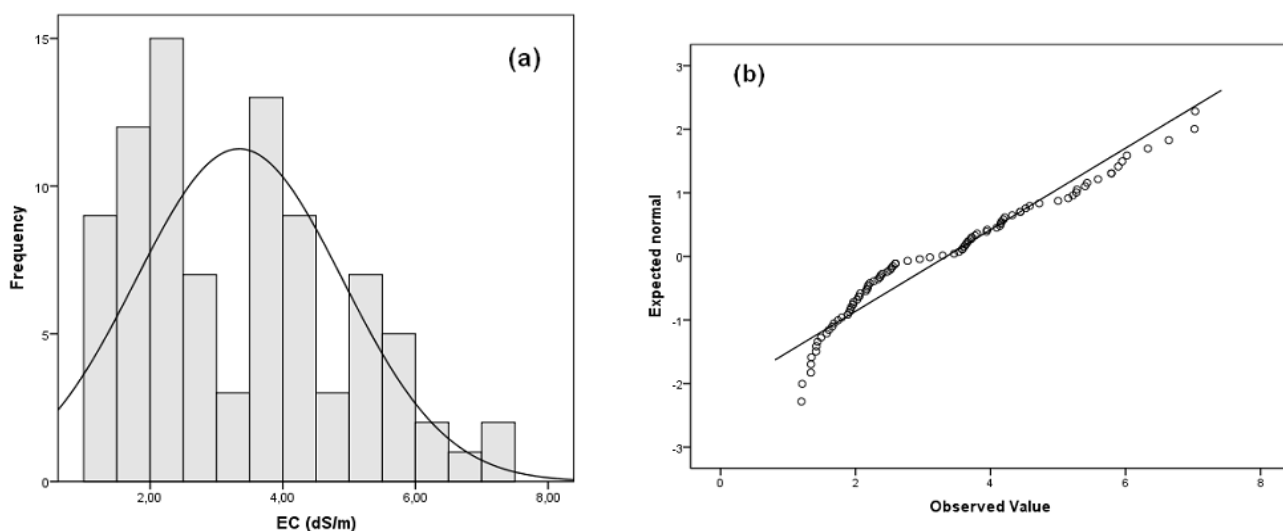 (a)
15
10
5
0
Frequency
2,00 4,00 6,00 8,00
EC (dS/m)
(b)
3
2
1
0
-1
-2
-3
Expected normal
0 2 4 6 8
Observed Value